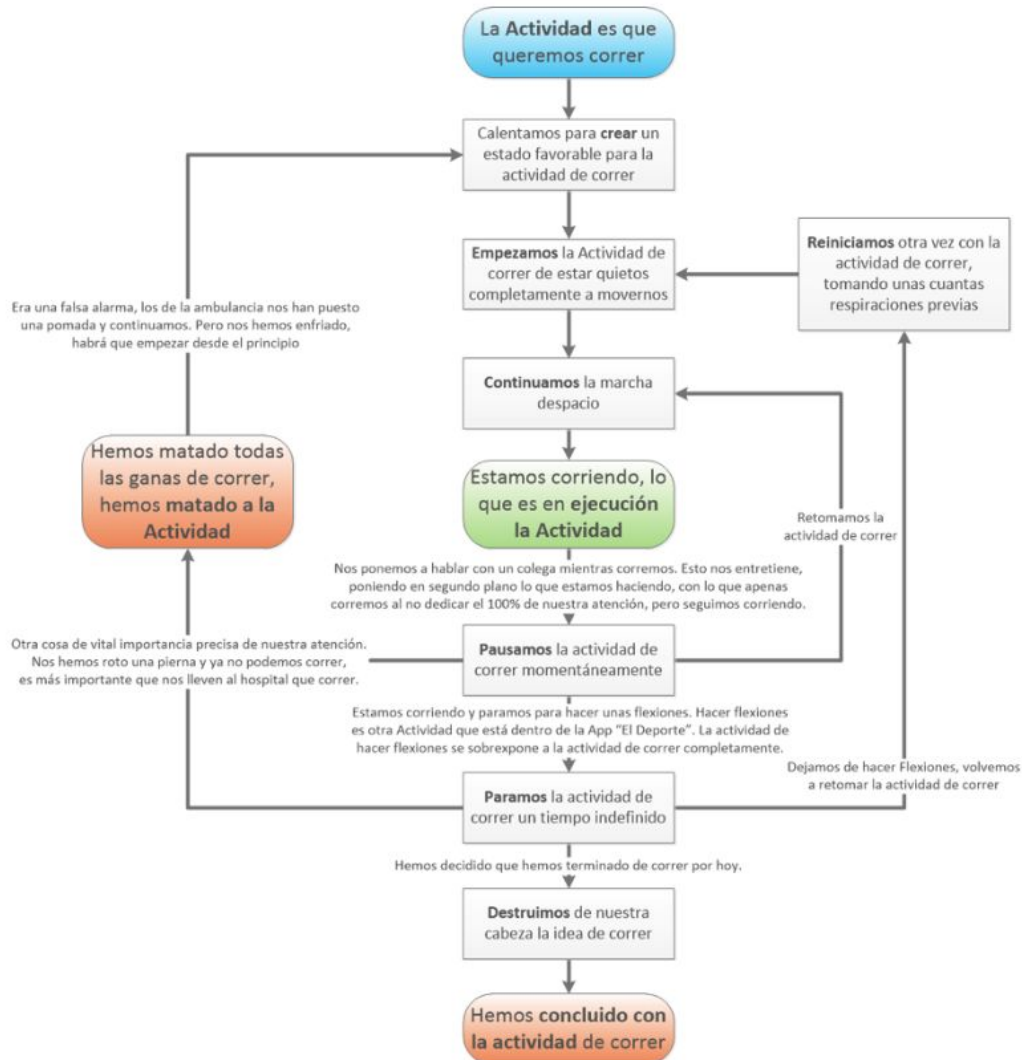 La Actividad es que
queremos correr
Calentamos para crear un
estado favorable para la
actividad de correr
Empezamos la Actividad de
correr de estar quietos
completamente a movernos
Reiniciamos otra vez con la
actividad de correr,
tomando unas cuantas
respiraciones previas
Era una falsa alarma, los de la ambulancia nos han puesto
una pomada y continuamos. Pero nos hemos enfriado,
habrá que empezar desde el principio
Continuamos la marcha
despacio
Hemos matado todas
las ganas de correr,
hemos matado a la
Actividad
Estamos corriendo, lo
que es en ejecución
la Actividad
Retomamos la
actividad de correr
Nos ponemos a hablar con un colega mientras corremos. Esto nos entretiene,
poniendo en segundo plano lo que estamos haciendo, con lo que apenas
corremos al no dedicar el 100% de nuestra atención, pero seguimos corriendo.
Otra cosa de vital importancia precisa de nuestra atención.
Nos hemos roto una pierna y ya no podemos correr,
es más importante que nos lleven al hospital que correr.
Pausamos la actividad de
correr momentáneamente
Estamos corriendo y paramos para hacer unas flexiones. Hacer flexiones
es otra Actividad que está dentro de la App “El Deporte”. La actividad de
hacer flexiones se sobrexpone a la actividad de correr completamente.
Dejamos de hacer Flexiones, volvemos
a retomar la actividad de correr
Paramos la actividad de
correr un tiempo indefinido
Hemos decidido que hemos terminado de correr por hoy.
Destruimos de nuestra
cabeza la idea de correr
Hemos concluido con
la actividad de correr